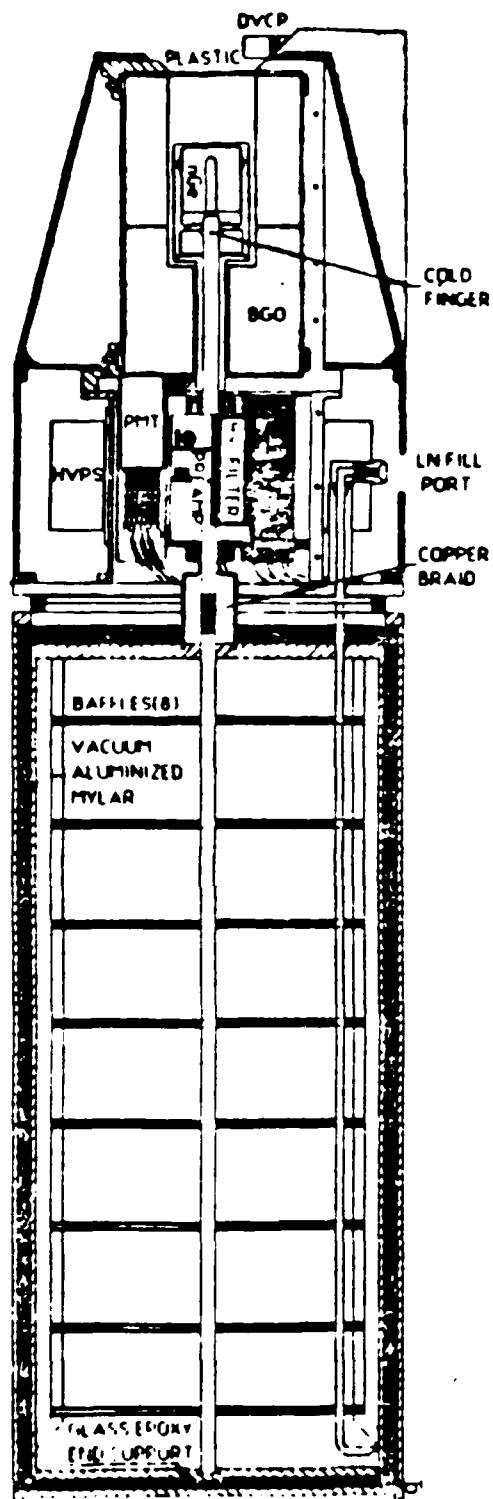 DVCP
PLASTIC
COLD
FINGER
BGO
PMT
HVPS
FILTER
LN FILL
PORT
COPPER
BRAID
BAFFLES(8)
VACUUM
ALUMINIZED
MYLAR
GLASS EPOXY
END SUPPORT